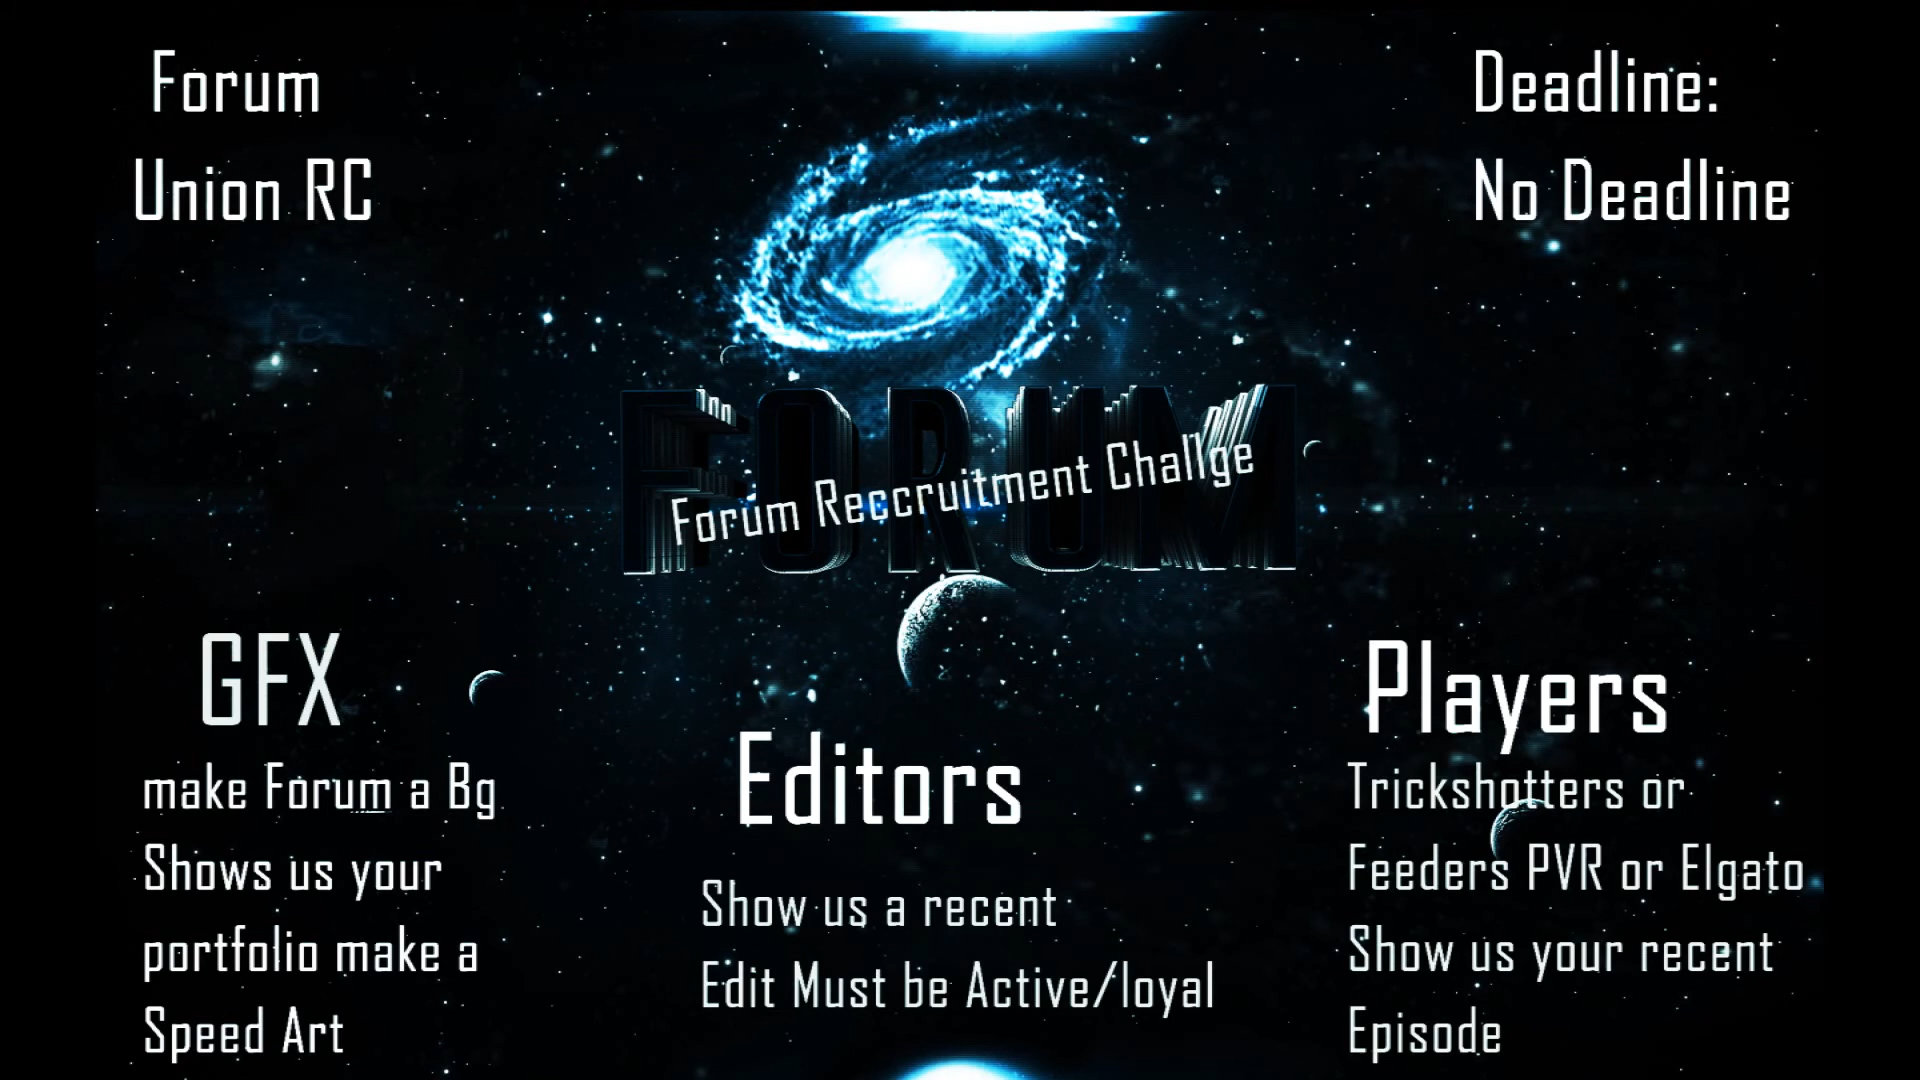 Forum
Union RC
Deadline:
No Deadline
FORUM
Forum Reccruitment Challge
GFX
make Forum a Bg
Shows us your
portfolio make a
Speed Art
Editors
Show us a recent
Edit Must be Active/loyal
Players
Trickshotters or
Feeders PVR or Elgato
Show us your recent
Episode